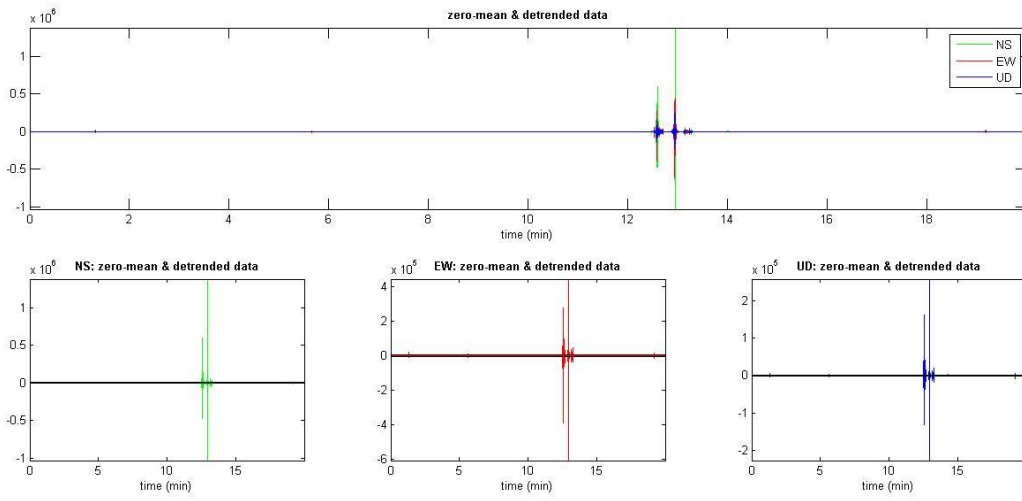 zero-mean & detrended data
x 10^6
1
0.5
0
-0.5
-1
0 2 4 6 8 10 12 14 16 18
time (min)
NS
EW
UD
NS: zero-mean & detrended data
x 10^6
1
0.5
0
-0.5
-1
0 5 10 15
time (min)
EW: zero-mean & detrended data
x 10^5
4
2
0
-2
-4
-6
0 5 10 15
time (min)
UD: zero-mean & detrended data
x 10^5
2
1
0
-1
-2
0 5 10 15
time (min)